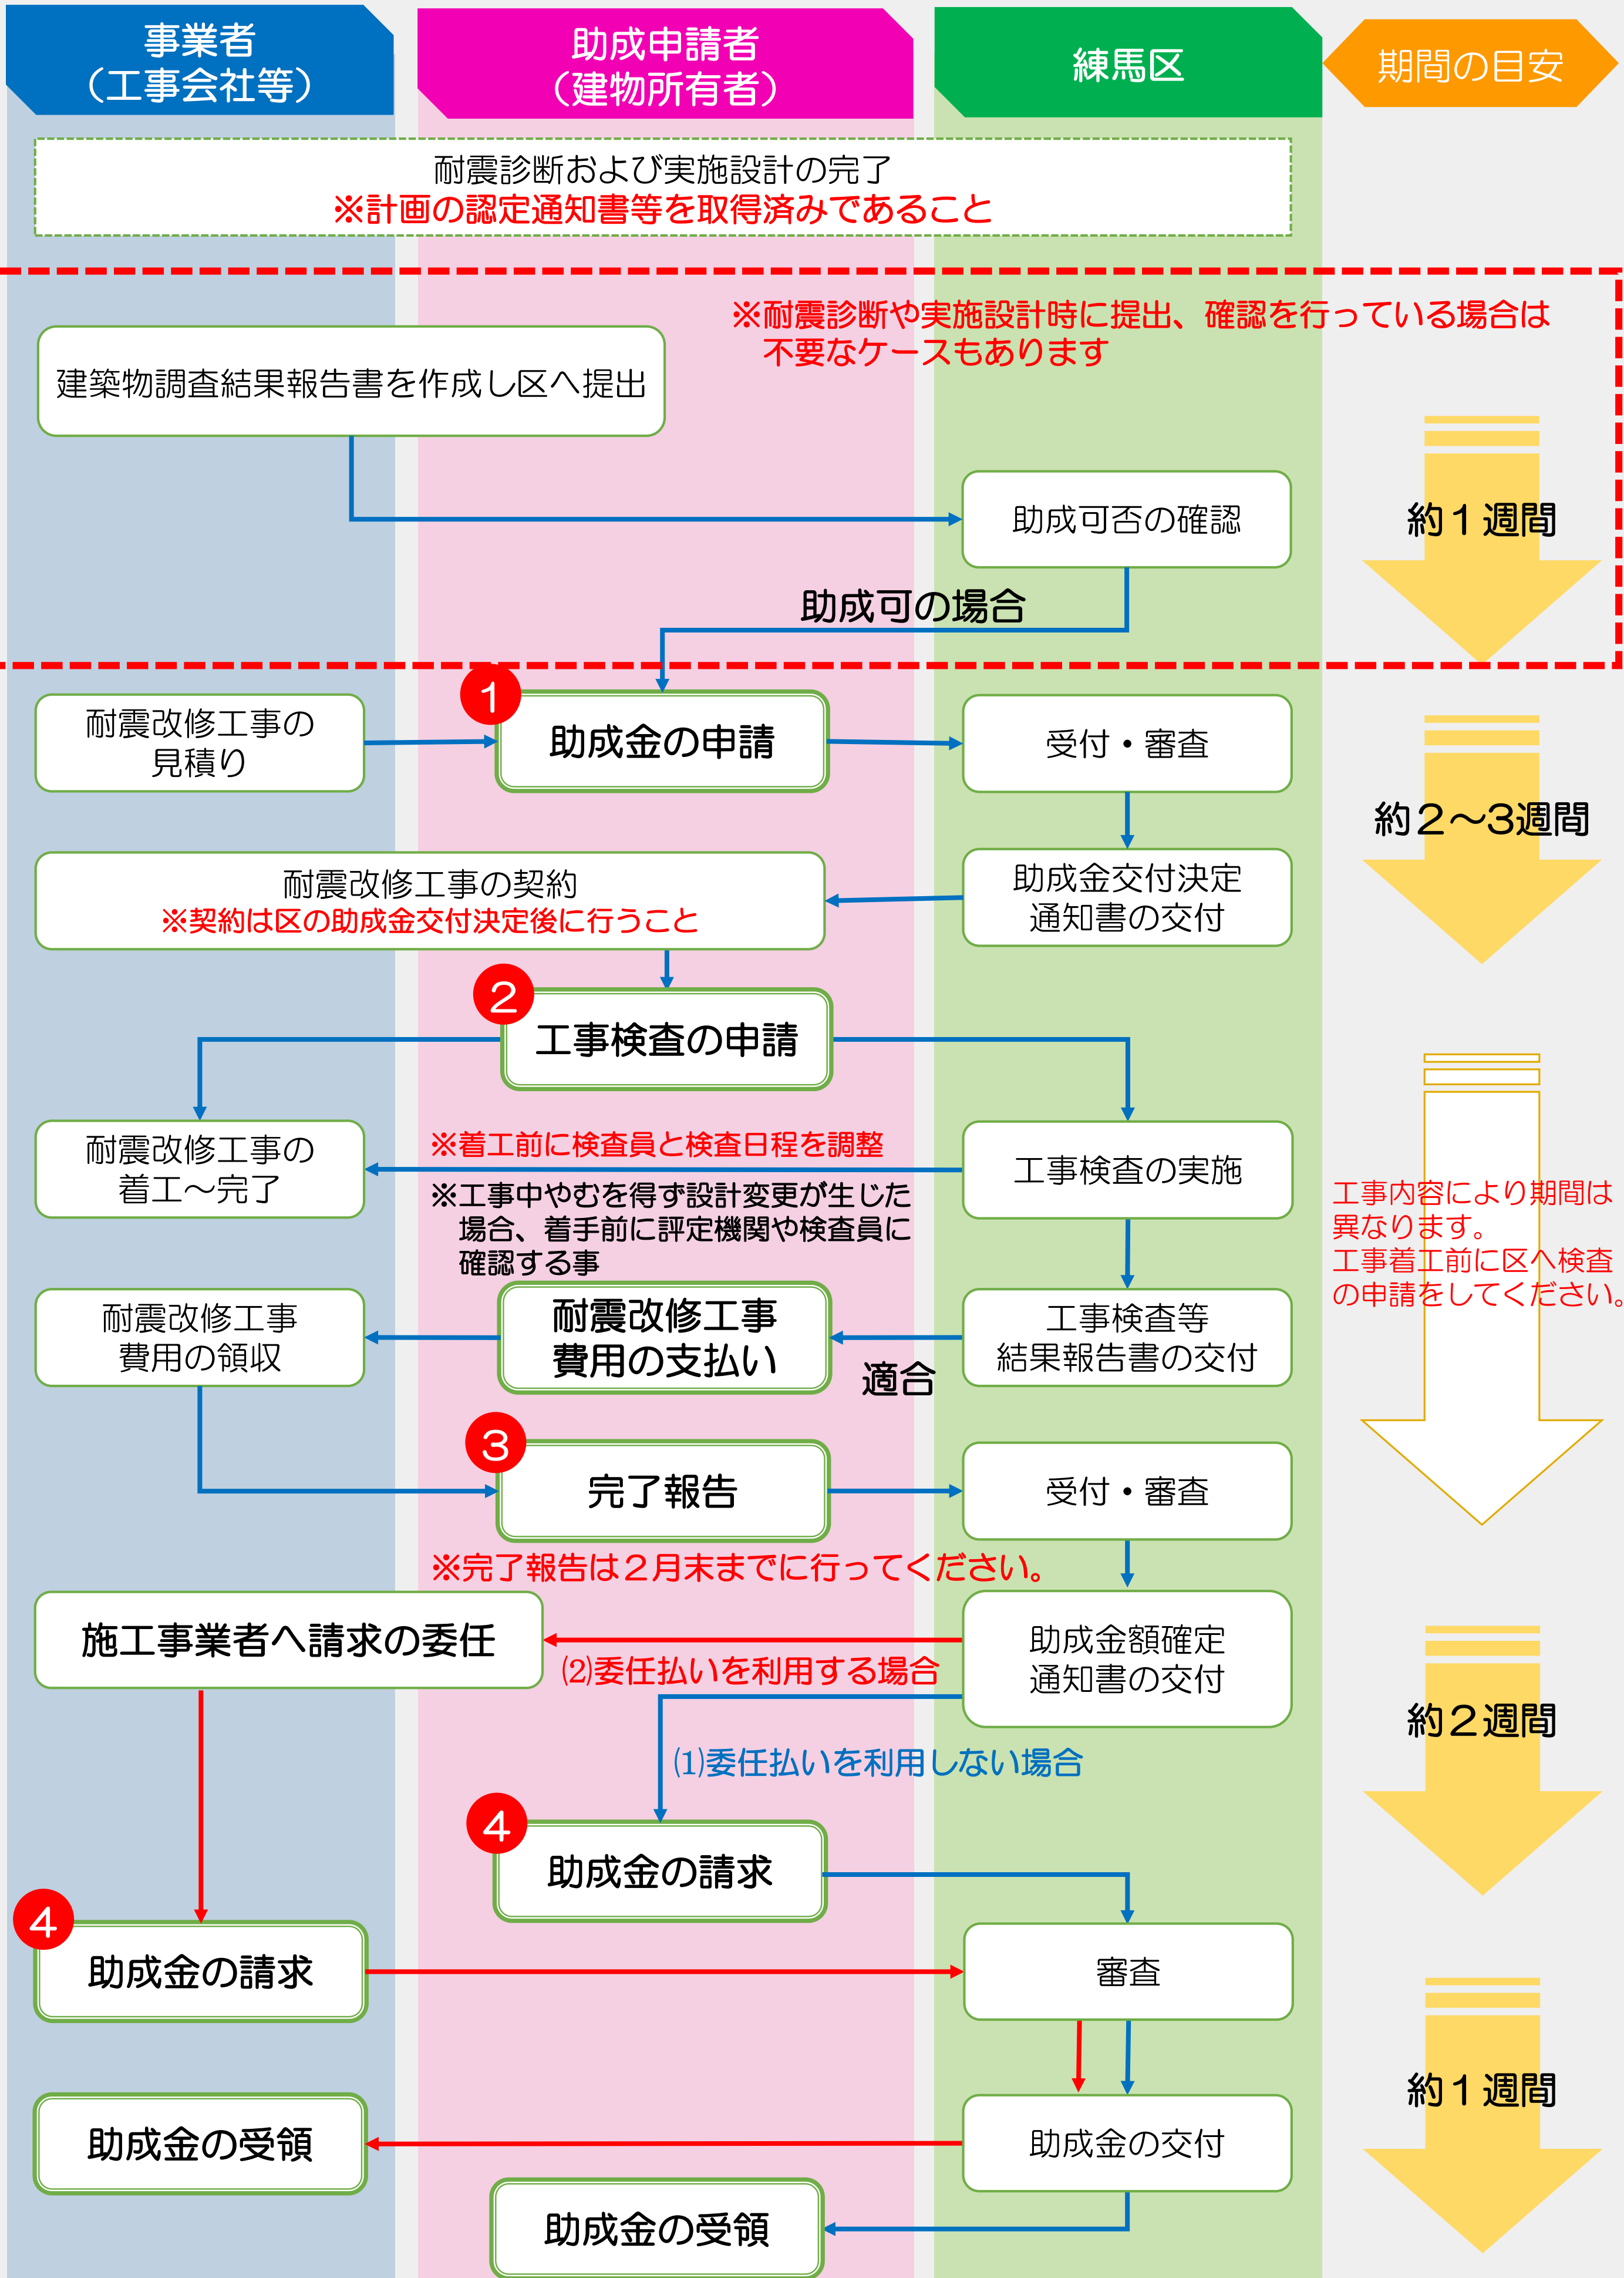 事業者
（工事会社等）
助成申請者
（建物所有者）
練馬区
期間の目安
耐震診断および実施設計の完了
※計画の認定通知書等を取得済みであること
※耐震診断や実施設計時に提出、確認を行っている場合は
不要なケースもあります
建築物調査結果報告書を作成し区へ提出
助成可否の確認
約１週間
助成可の場合
耐震改修工事の
見積り
１
助成金の申請
受付・審査
約２～３週間
耐震改修工事の契約
※契約は区の助成金交付決定後に行うこと
助成金交付決定
通知書の交付
２
工事検査の申請
耐震改修工事の
着工～完了
※着工前に検査員と検査日程を調整
※工事中やむを得ず設計変更が生じた
場合、着手前に評定機関や検査員に
確認する事
工事検査の実施
工事内容により期間は
異なります。
工事着工前に区へ検査
の申請をしてください。
耐震改修工事
費用の領収
耐震改修工事
費用の支払い
適合
工事検査等
結果報告書の交付
３
完了報告
受付・審査
※完了報告は２月末までに行ってください。
施工事業者へ請求の委任
⑵委任払いを利用する場合
助成金額確定
通知書の交付
約２週間
⑴委任払いを利用しない場合
４
助成金の請求
４
助成金の請求
審査
約１週間
助成金の受領
助成金の交付
助成金の受領